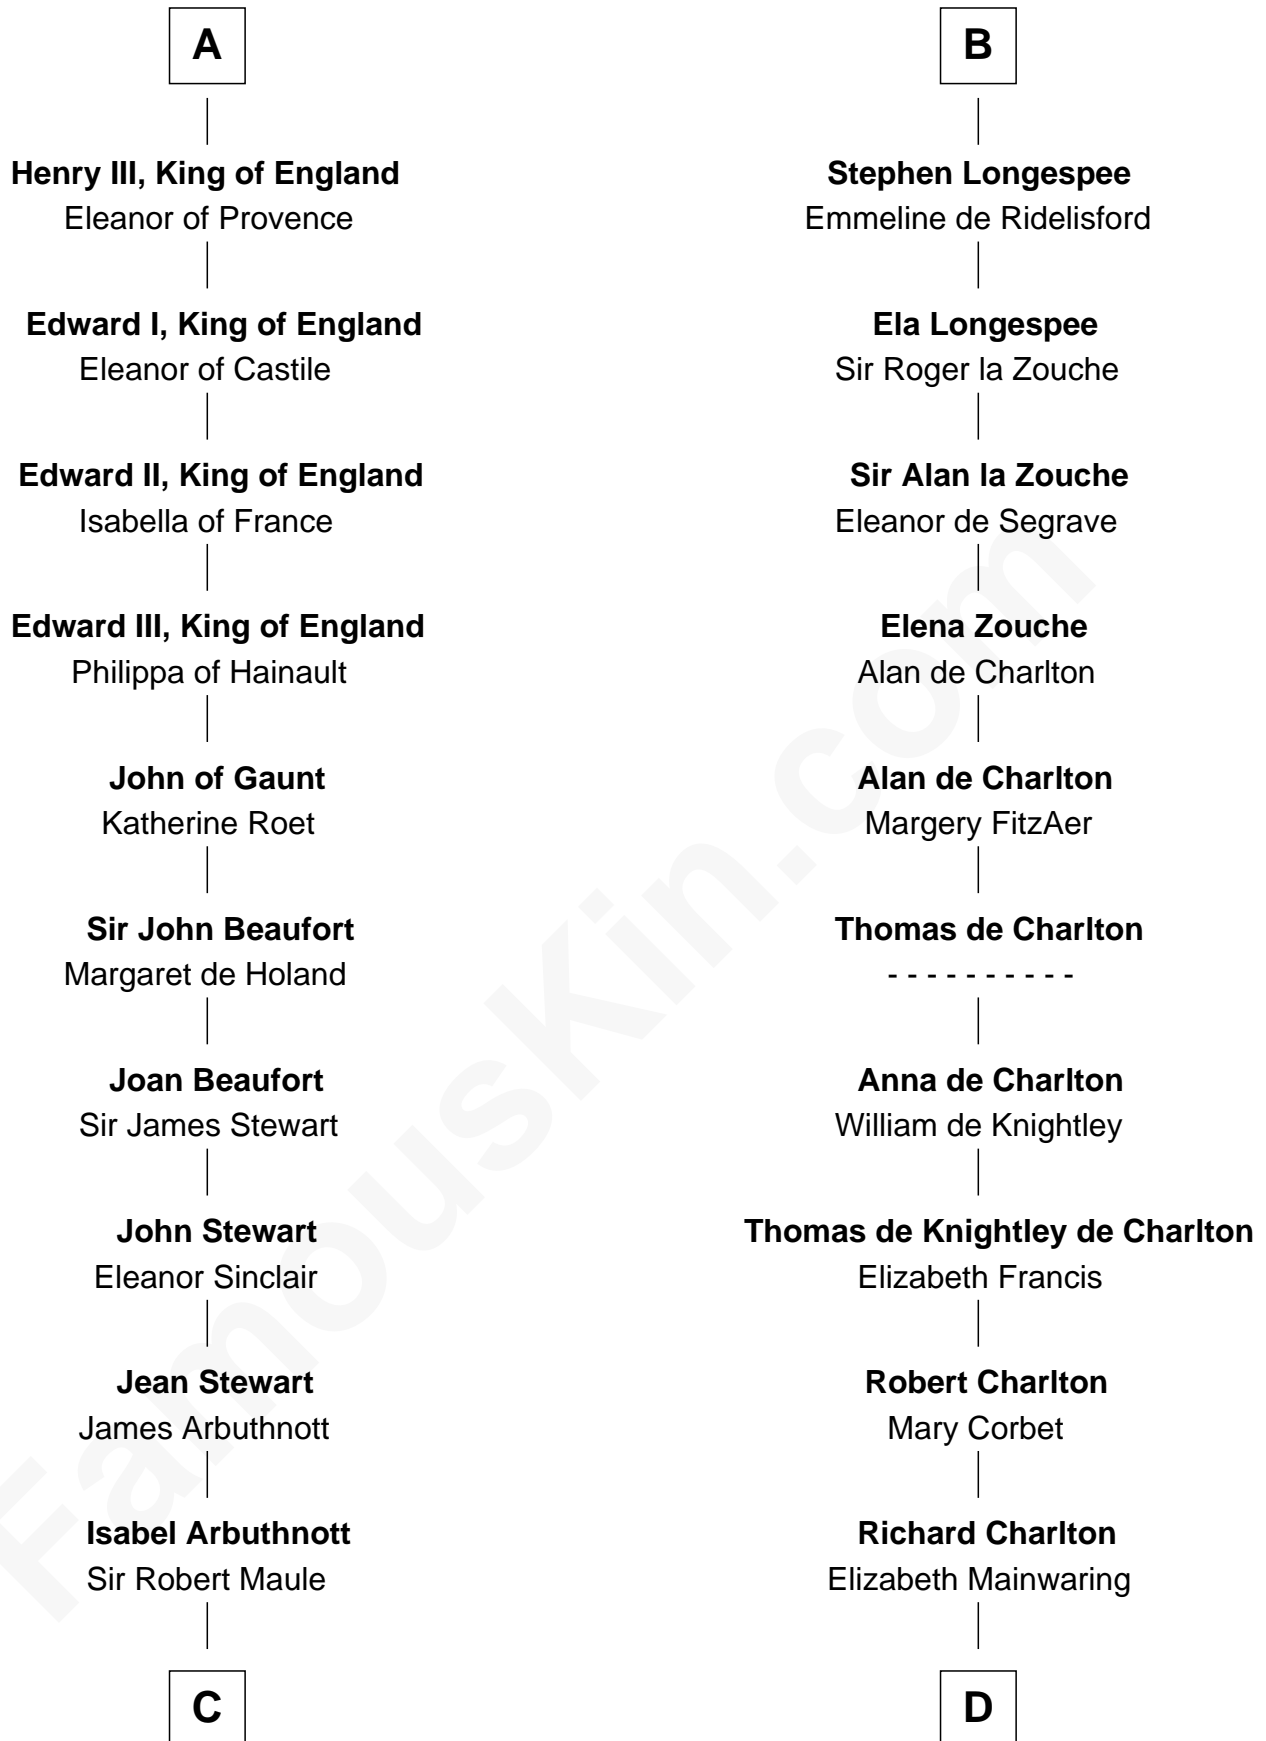 A
Henry III, King of England
Eleanor of Provence
Edward I, King of England
Eleanor of Castile
Edward II, King of England
Isabella of France
Edward III, King of England
Philippa of Hainault
John of Gaunt
Katherine Roet
Sir John Beaufort
Margaret de Holand
Joan Beaufort
Sir James Stewart
John Stewart
Eleanor Sinclair
Jean Stewart
James Arbuthnott
Isabel Arbuthnott
Sir Robert Maule
C
B
Stephen Longespee
Emmeline de Ridelisford
Ela Longespee
Sir Roger la Zouche
Sir Alan la Zouche
Eleanor de Segrave
Elena Zouche
Alan de Charlton
Alan de Charlton
Margery FitzAer
Thomas de Charlton
- - - - - - - - - -
Anna de Charlton
William de Knightley
Thomas de Knightley de Charlton
Elizabeth Francis
Robert Charlton
Mary Corbet
Richard Charlton
Elizabeth Mainwaring
D
FamousKin.com